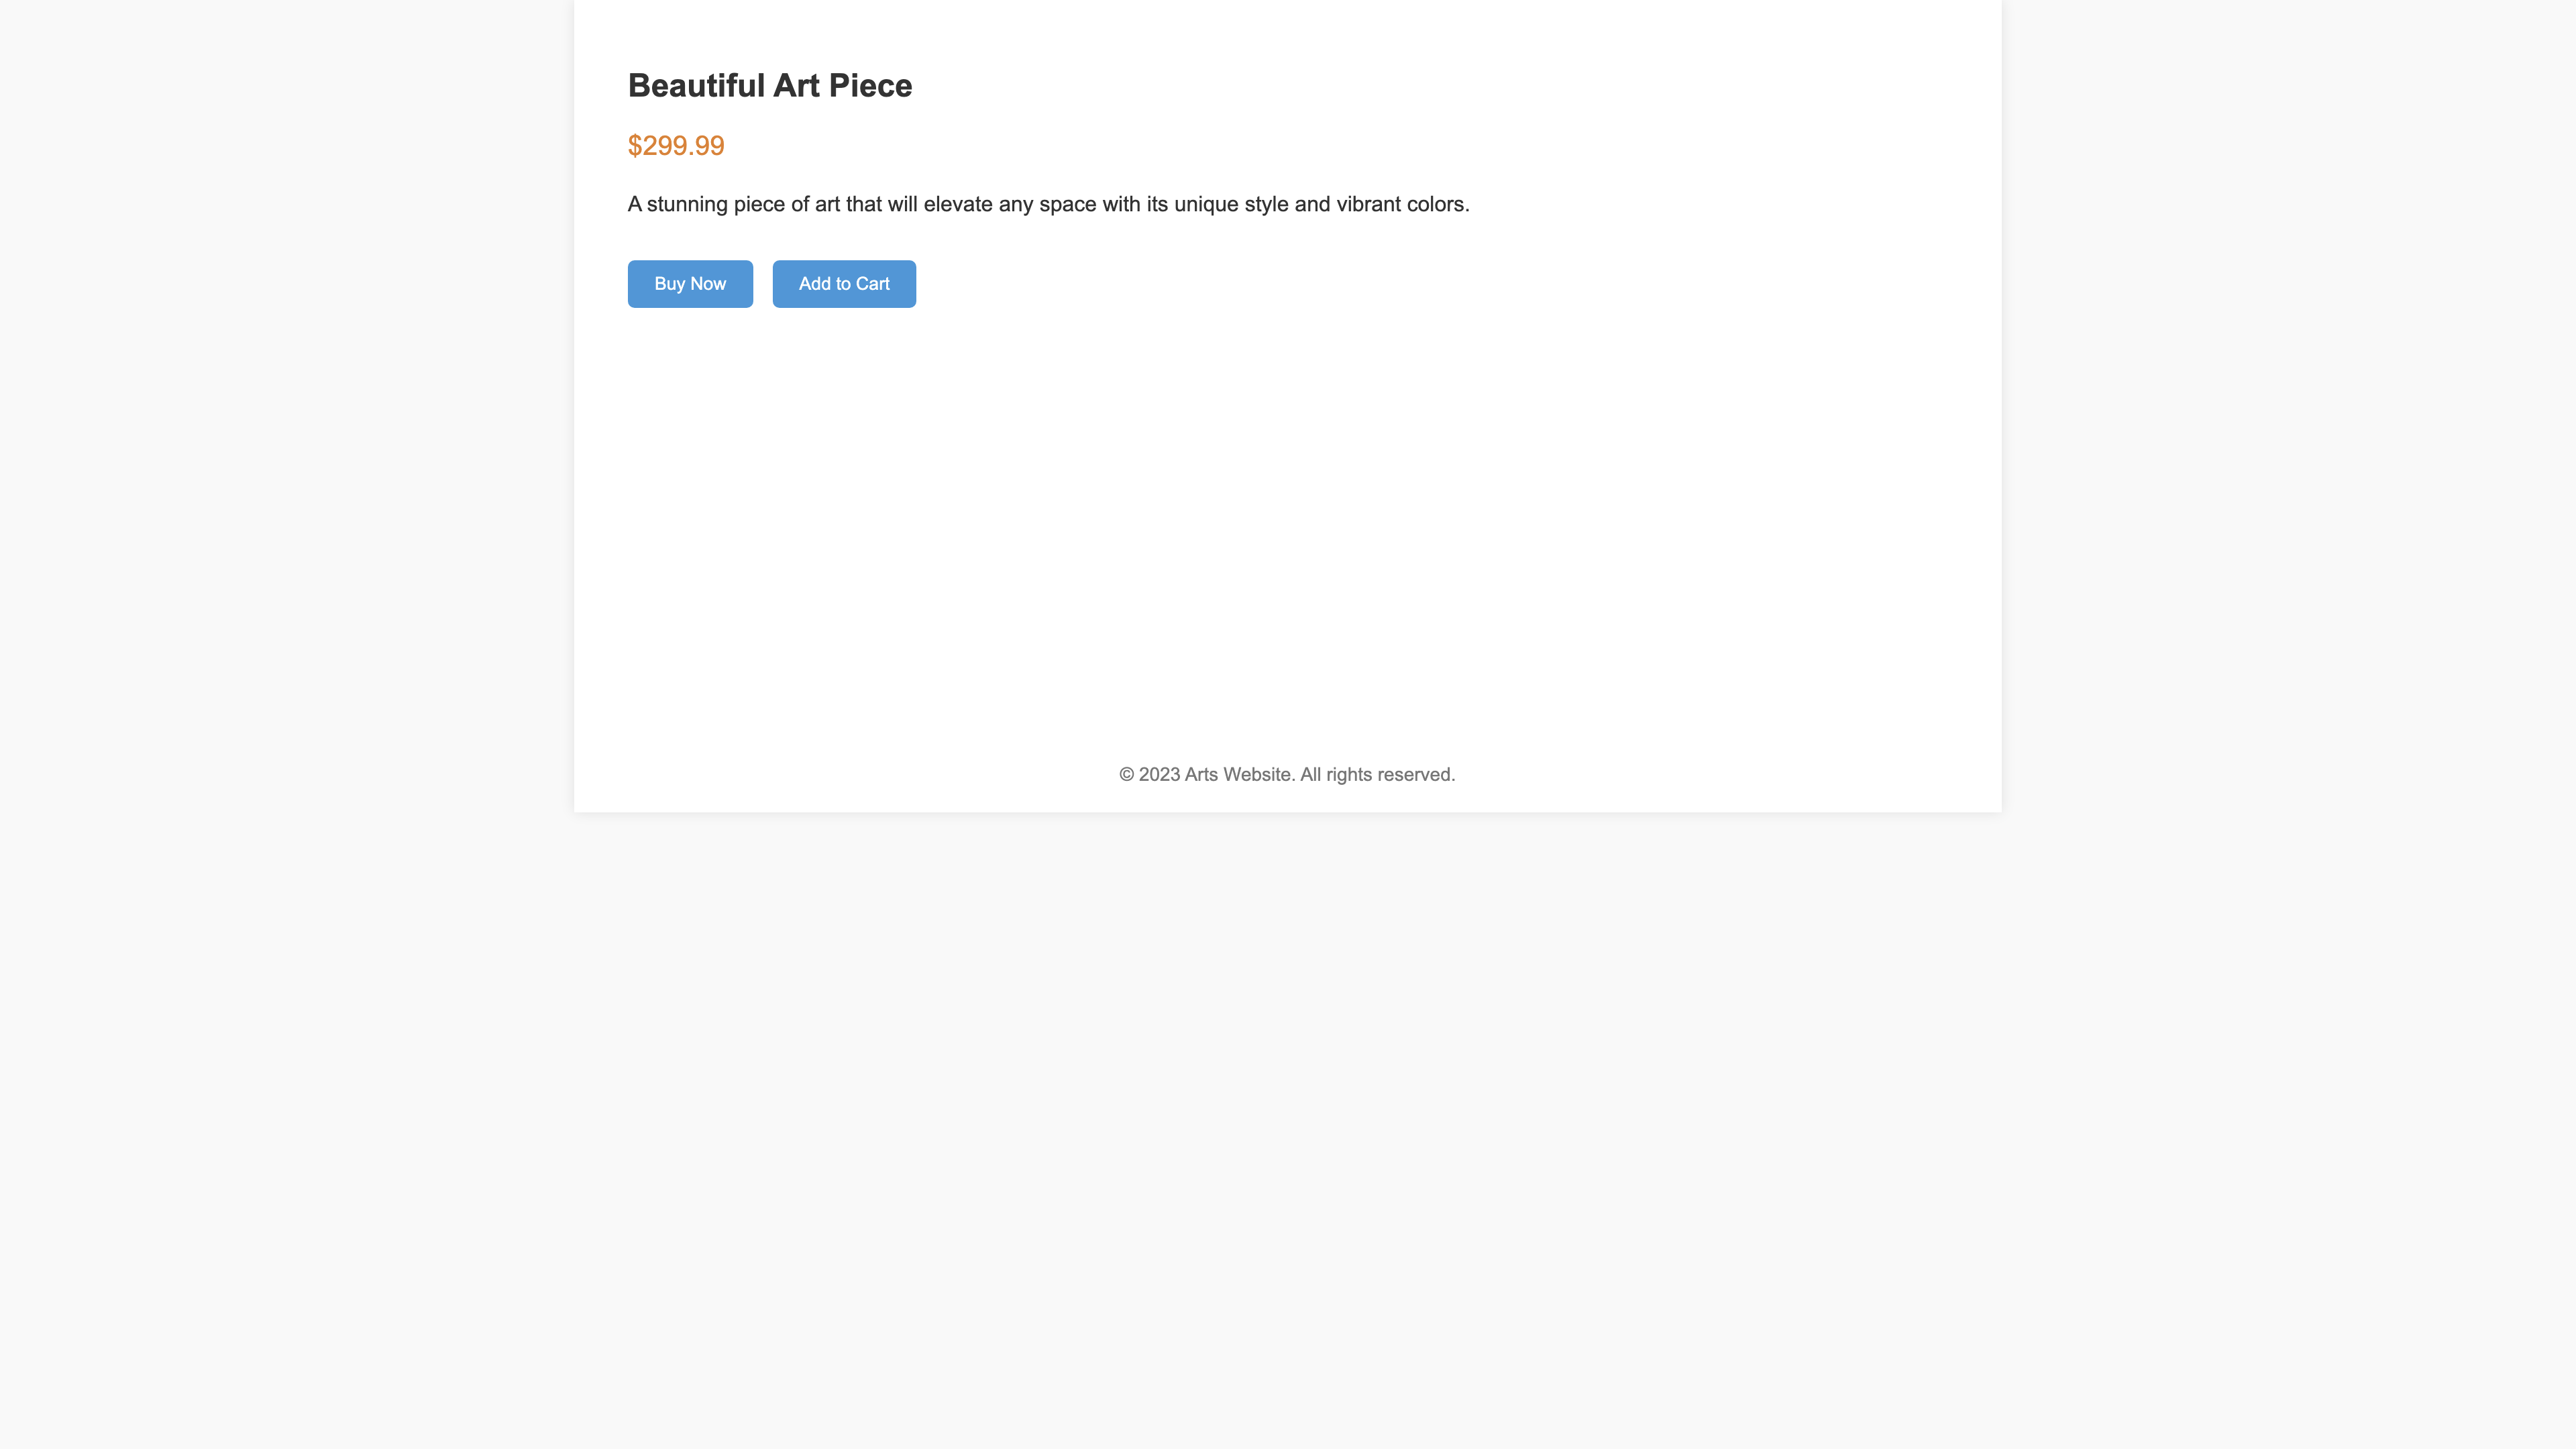 Beautiful Art Piece
$299.99
A stunning piece of art that will elevate any space with its unique style and vibrant colors.
Buy Now
Add to Cart
© 2023 Arts Website. All rights reserved.